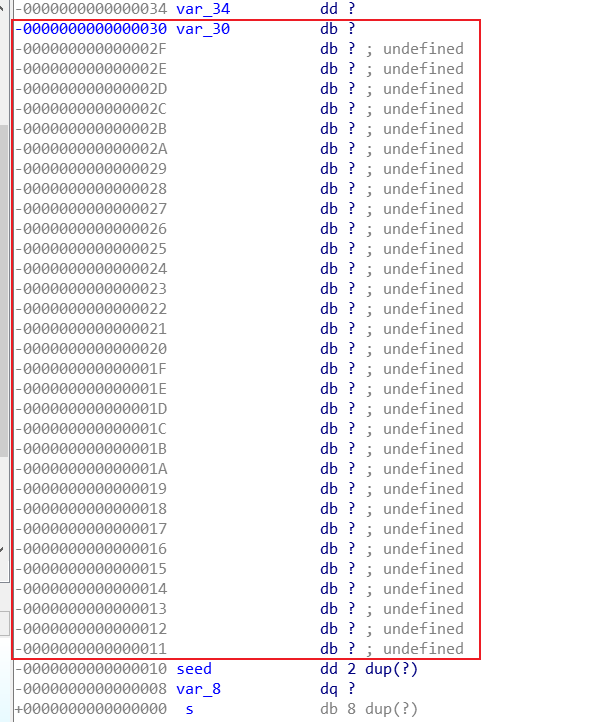 -0000000000000034 var_34 dd ?
-0000000000000030 var_30 db ?
-000000000000002F db ? ; undefined
-000000000000002E db ? ; undefined
-000000000000002D db ? ; undefined
-000000000000002C db ? ; undefined
-000000000000002B db ? ; undefined
-000000000000002A db ? ; undefined
-0000000000000029 db ? ; undefined
-0000000000000028 db ? ; undefined
-0000000000000027 db ? ; undefined
-0000000000000026 db ? ; undefined
-0000000000000025 db ? ; undefined
-0000000000000024 db ? ; undefined
-0000000000000023 db ? ; undefined
-0000000000000022 db ? ; undefined
-0000000000000021 db ? ; undefined
-0000000000000020 db ? ; undefined
-000000000000001F db ? ; undefined
-000000000000001E db ? ; undefined
-000000000000001D db ? ; undefined
-000000000000001C db ? ; undefined
-000000000000001B db ? ; undefined
-000000000000001A db ? ; undefined
-0000000000000019 db ? ; undefined
-0000000000000018 db ? ; undefined
-0000000000000017 db ? ; undefined
-0000000000000016 db ? ; undefined
-0000000000000015 db ? ; undefined
-0000000000000014 db ? ; undefined
-0000000000000013 db ? ; undefined
-0000000000000012 db ? ; undefined
-0000000000000011 db ? ; undefined
-0000000000000010 seed dd 2 dup(?)
-0000000000000008 var_8 dq ?
+0000000000000000 s db 8 dup(?)